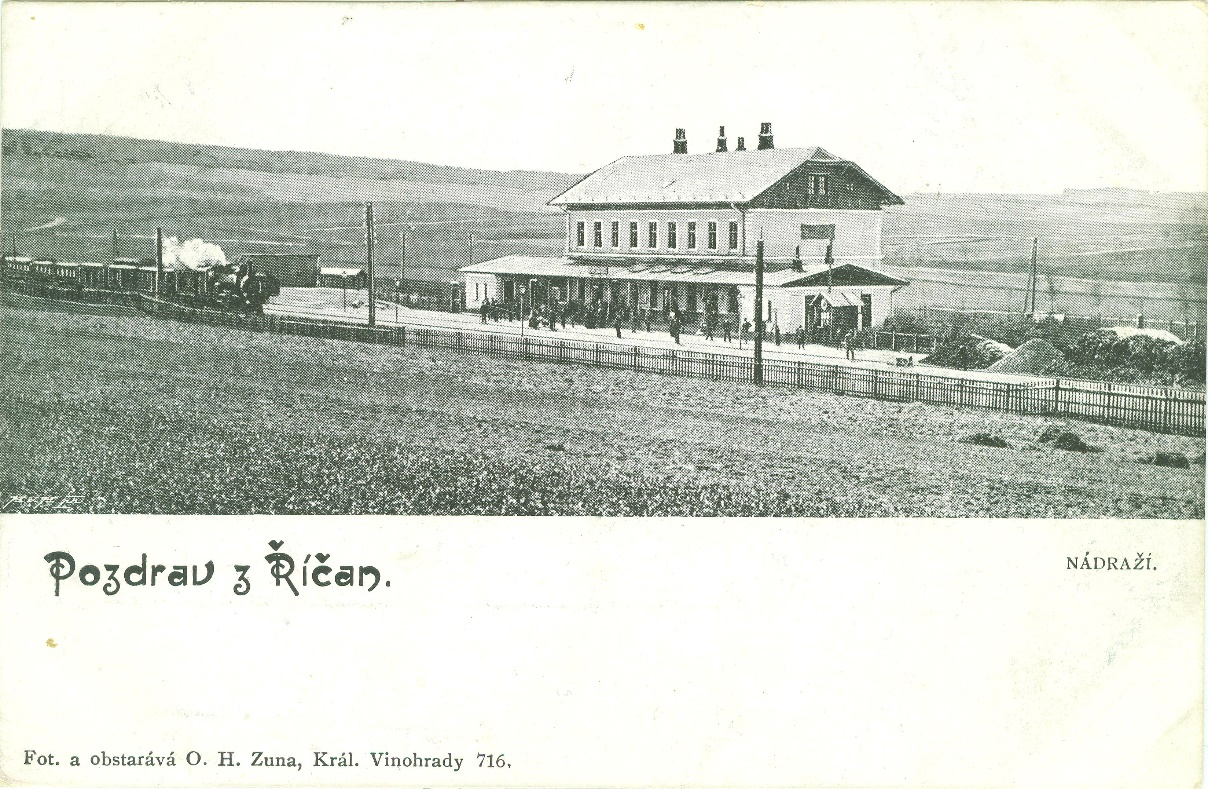 Pozdrav z Říčan.
NÁDRAŽÍ.
Fot. a obstarává O. H. Zuna, Král. Vinohrady 716.